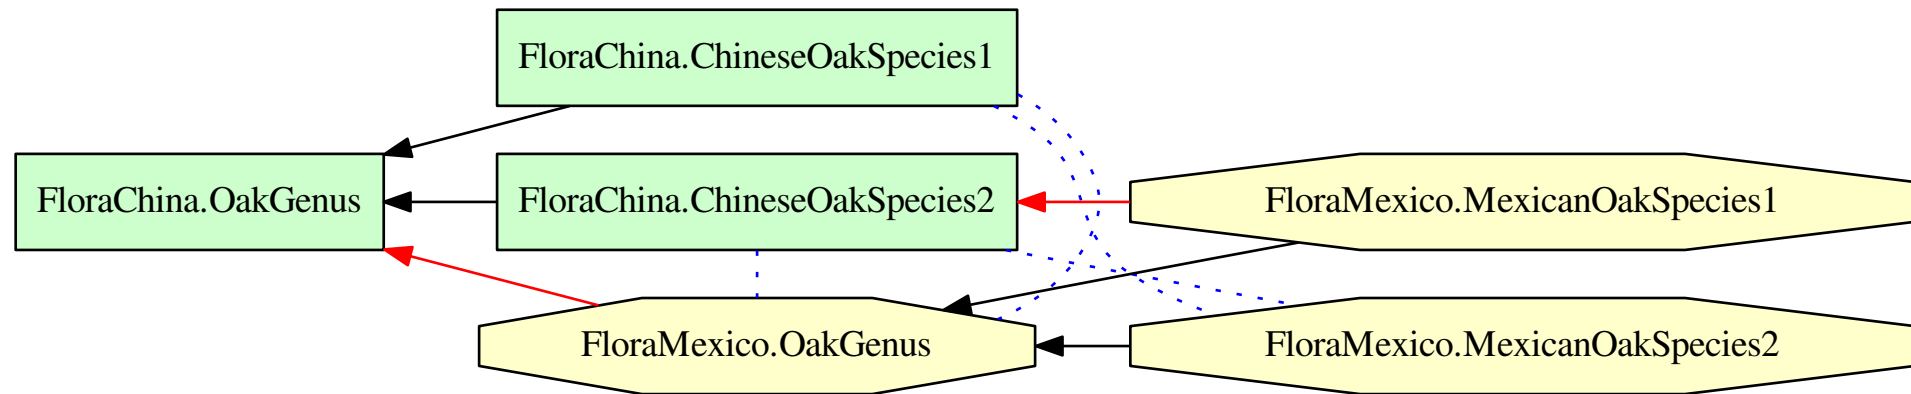 FloraChina.ChineseOakSpecies1
FloraChina.OakGenus
FloraChina.ChineseOakSpecies2
FloraMexico.MexicanOakSpecies1
FloraMexico.OakGenus
FloraMexico.MexicanOakSpecies2